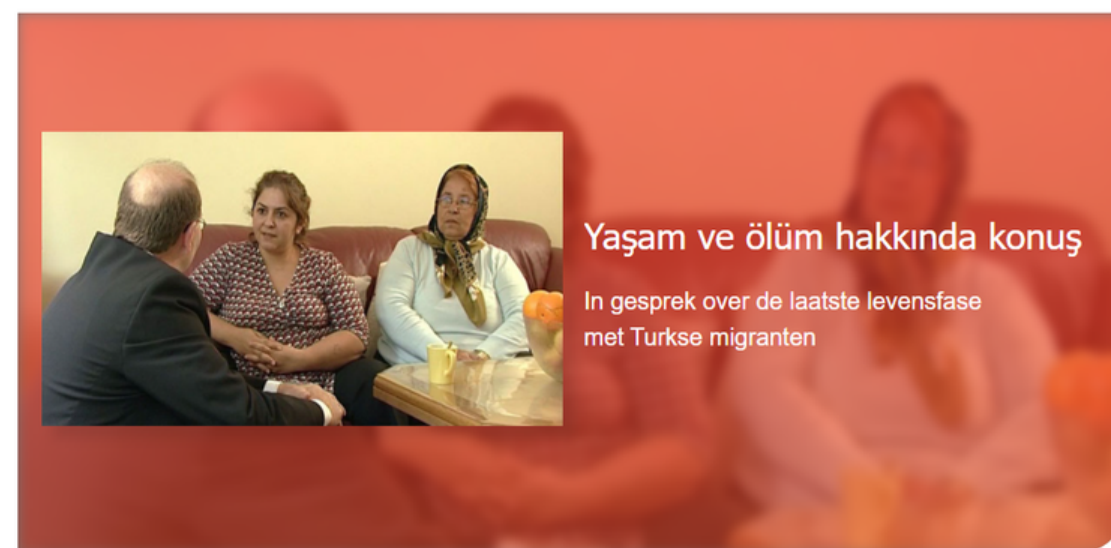 Yaşam ve ölüm hakkında konuş
In gesprek over de laatste levensfase
met Turkse migranten